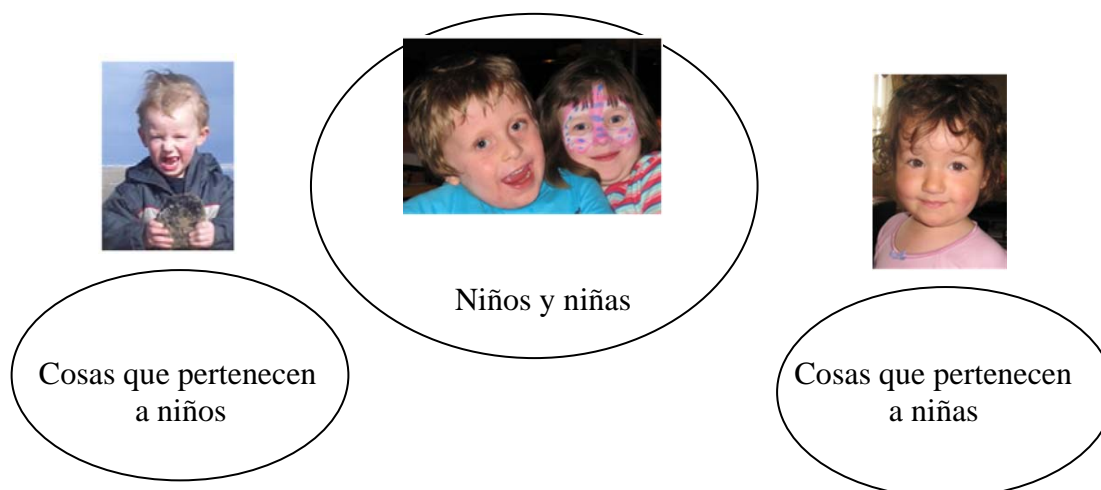 Niños y niñas
Cosas que pertenecen
a niños
Cosas que pertenecen
a niñas